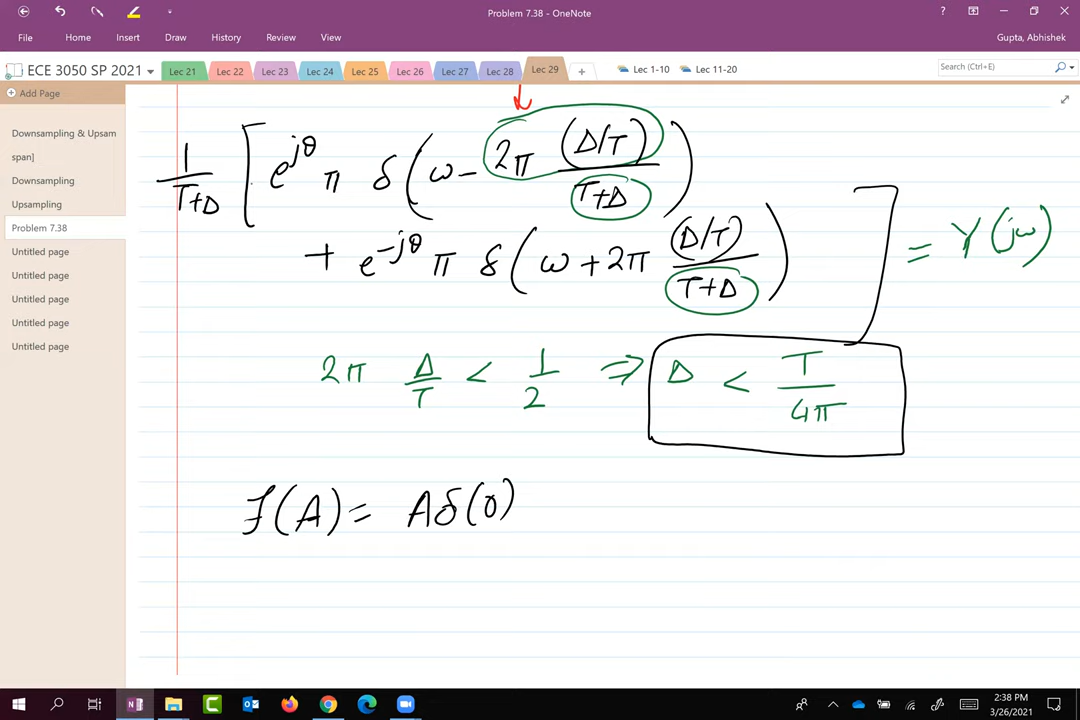 Problem 7.38 - OneNote
?
File Home Insert Draw History Review View Gupta, Abhishek
ECE 3050 SP 2021 Lec 21 Lec 22 Lec 23 Lec 24 Lec 25 Lec 26 Lec 27 Lec 28 Lec 29 + Lec 1-10 Lec 11-20 Search (Ctrl+E)
Add Page
Downsampling & Upsam
span]
Downsampling
Upsampling
Problem 7.38
Untitled page
Untitled page
Untitled page
Untitled page
Untitled page
1/(T+Δ) [ e^{jθ} π δ(ω - 2π (Δ/T)/(T+Δ))
+ e^{-jθ} π δ(ω + 2π (Δ/T)/(T+Δ)) ] = Y(jω)
2π Δ/T < 1/2 ⇒ Δ < T/4π
ℱ(A) = Aδ(0)
2:38 PM
3/26/2021